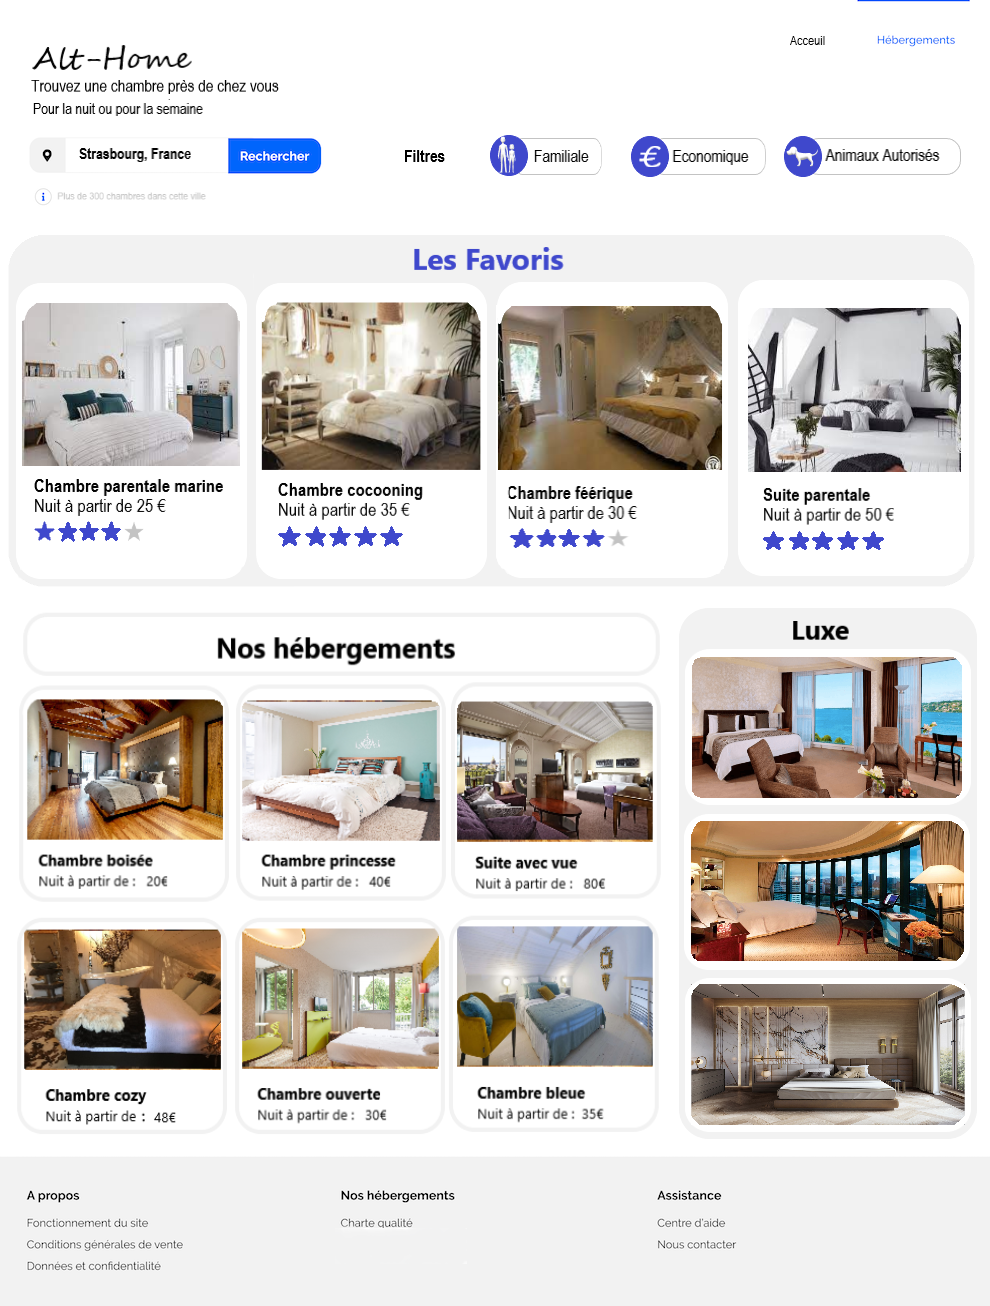 Acceuil
Hébergements
Alt-Home
Trouvez une chambre près de chez vous
Pour la nuit ou pour la semaine
Strasbourg, France
Rechercher
Filtres
Familiale
€ Economique
Animaux Autorisés
i Plus de 300 chambres dans cette ville
Les Favoris
Chambre parentale marine
Nuit à partir de 25 €
Chambre cocooning
Nuit à partir de 35 €
Chambre féérique
Nuit à partir de 30 €
Suite parentale
Nuit à partir de 50 €
Nos hébergements
Chambre boisée
Nuit à partir de : 20€
Chambre princesse
Nuit à partir de : 40€
Suite avec vue
Nuit à partir de : 80€
Chambre cozy
Nuit à partir de : 48€
Chambre ouverte
Nuit à partir de : 30€
Chambre bleue
Nuit à partir de : 35€
Luxe
A propos
Fonctionnement du site
Conditions générales de vente
Données et confidentialité
Nos hébergements
Charte qualité
Assistance
Centre d'aide
Nous contacter